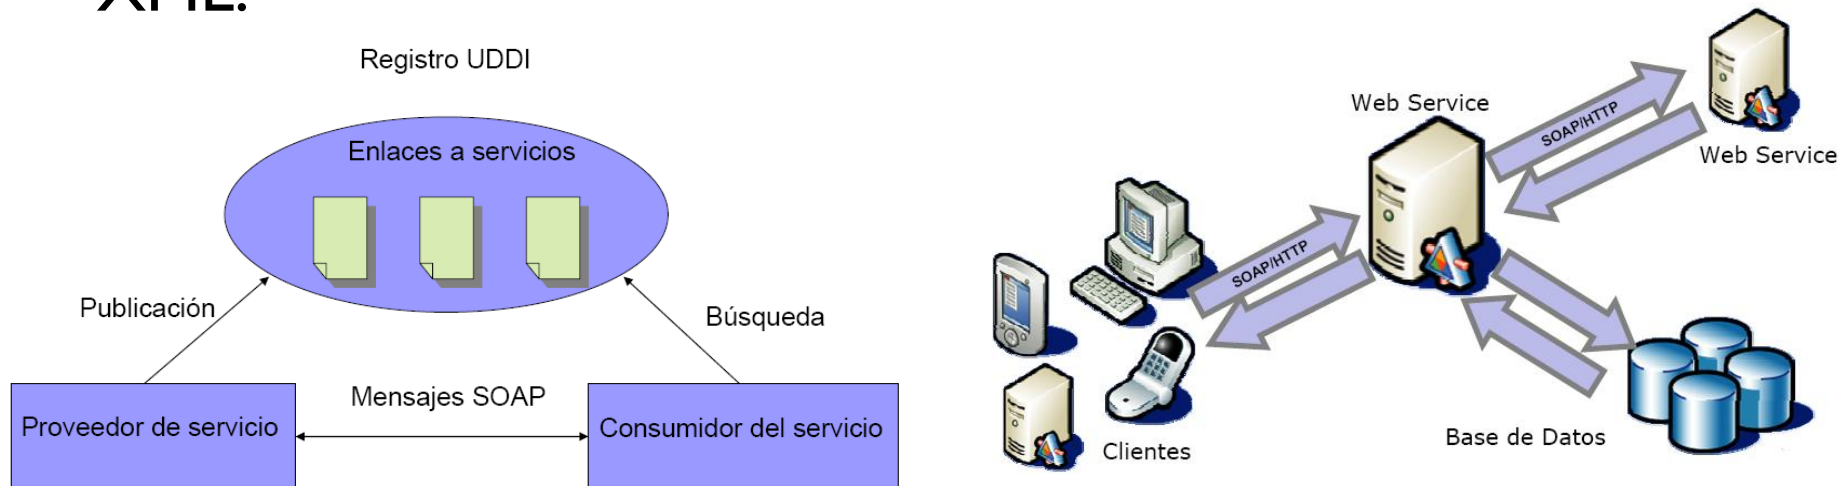 XML.
Registro UDDI
Enlaces a servicios
Publicación
Búsqueda
Mensajes SOAP
Proveedor de servicio
Consumidor del servicio
Web Service
SOAP/HTTP
Web Service
SOAP/HTTP
Clientes
Base de Datos